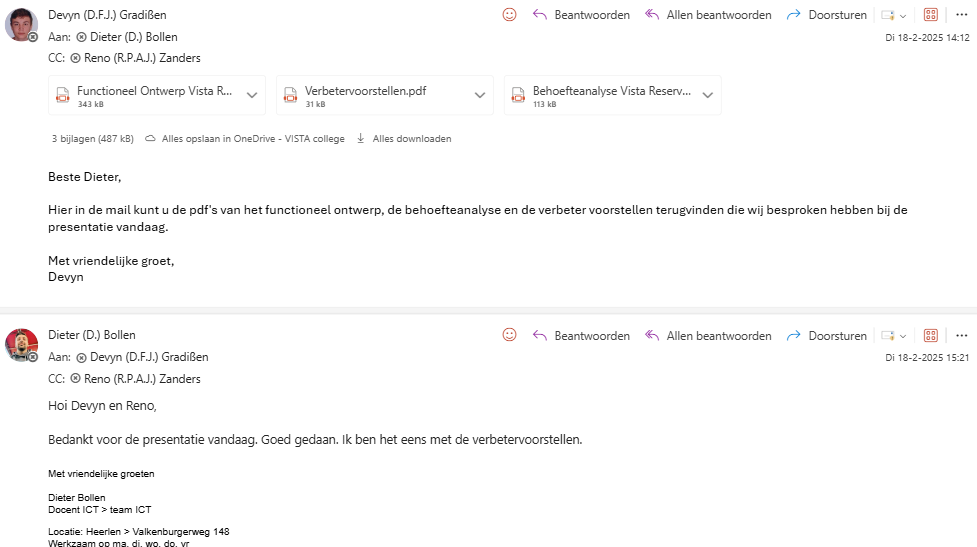 Devyn (D.F.J.) Gradißen
Beantwoorden Allen beantwoorden Doorsturen
Aan: Dieter (D.) Bollen
Di 18-2-2025 14:12
CC: Reno (R.P.A.J.) Zanders
Functioneel Ontwerp Vista R... Verbetervoorstellen.pdf Behoefteanalyse Vista Reserv...
343 kB 31 kB 113 kB
3 bijlagen (487 kB) Alles opslaan in OneDrive - VISTA college Alles downloaden
Beste Dieter,
Hier in de mail kunt u de pdf's van het functioneel ontwerp, de behoefteanalyse en de verbeter voorstellen terugvinden die wij besproken hebben bij de
presentatie vandaag.
Met vriendelijke groet,
Devyn
Dieter (D.) Bollen
Beantwoorden Allen beantwoorden Doorsturen
Aan: Devyn (D.F.J.) Gradißen
Di 18-2-2025 15:21
CC: Reno (R.P.A.J.) Zanders
Hoi Devyn en Reno,
Bedankt voor de presentatie vandaag. Goed gedaan. Ik ben het eens met de verbetervoorstellen.
Met vriendelijke groeten
Dieter Bollen
Docent ICT > team ICT
Locatie: Heerlen > Valkenburgerweg 148
Werkzaam op ma, di, wo, do, vr